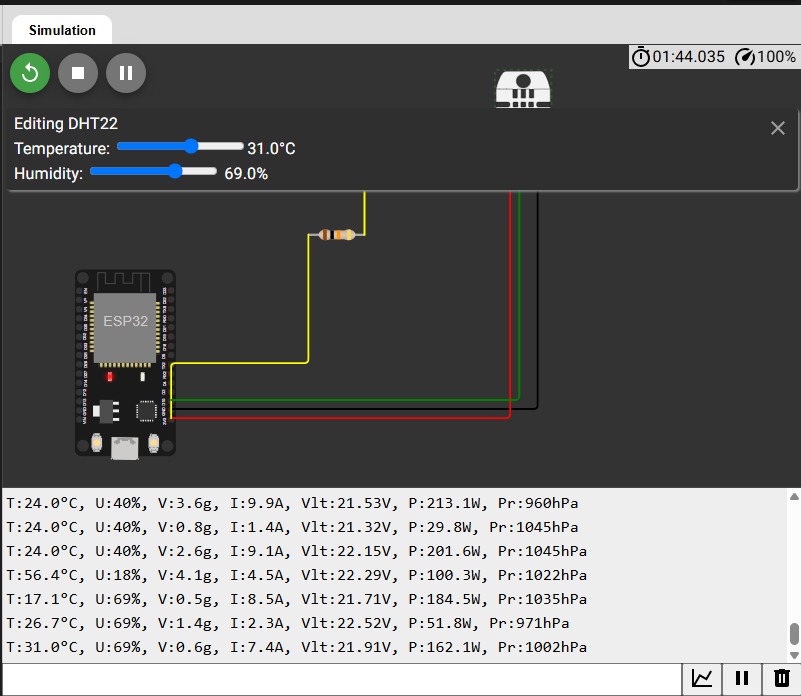 Simulation
01:44.035 100%
Editing DHT22
Temperature: 31.0°C
Humidity: 69.0%
ESP32
T:24.0°C, U:40%, V:3.6g, I:9.9A, Vlt:21.53V, P:213.1W, Pr:960hPa
T:24.0°C, U:40%, V:0.8g, I:1.4A, Vlt:21.32V, P:29.8W, Pr:1045hPa
T:24.0°C, U:40%, V:2.6g, I:9.1A, Vlt:22.15V, P:201.6W, Pr:1045hPa
T:56.4°C, U:18%, V:4.1g, I:4.5A, Vlt:22.29V, P:100.3W, Pr:1022hPa
T:17.1°C, U:69%, V:0.5g, I:8.5A, Vlt:21.71V, P:184.5W, Pr:1035hPa
T:26.7°C, U:69%, V:1.4g, I:2.3A, Vlt:22.52V, P:51.8W, Pr:971hPa
T:31.0°C, U:69%, V:0.6g, I:7.4A, Vlt:21.91V, P:162.1W, Pr:1002hPa